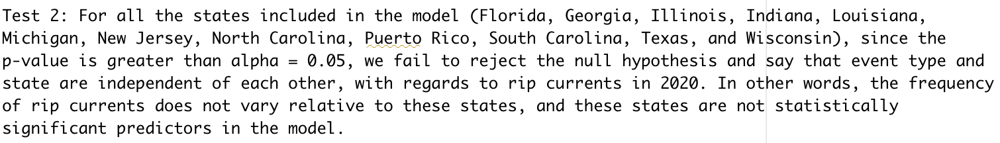 Test 2: For all the states included in the model (Florida, Georgia, Illinois, Indiana, Louisiana,
Michigan, New Jersey, North Carolina, Puerto Rico, South Carolina, Texas, and Wisconsin), since the
p-value is greater than alpha = 0.05, we fail to reject the null hypothesis and say that event type and
state are independent of each other, with regards to rip currents in 2020. In other words, the frequency
of rip currents does not vary relative to these states, and these states are not statistically
significant predictors in the model.